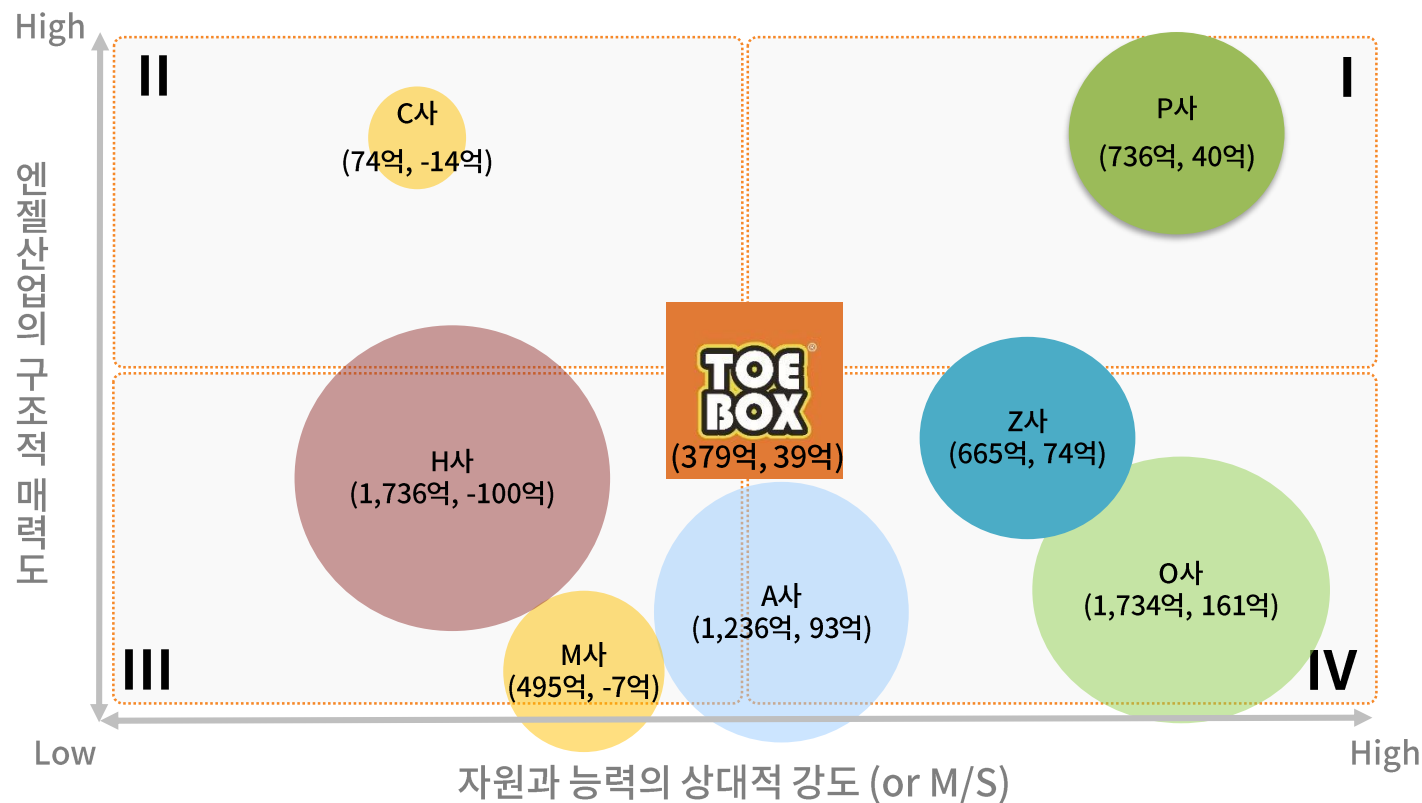 High
II
I
C사
(74억, -14억)
P사
(736억, 40억)
엔젤산업의 구조적 매력도
TOE
BOX
®
(379억, 39억)
Z사
(665억, 74억)
H사
(1,736억, -100억)
O사
(1,734억, 161억)
A사
(1,236억, 93억)
M사
(495억, -7억)
III
IV
Low
High
자원과 능력의 상대적 강도 (or M/S)